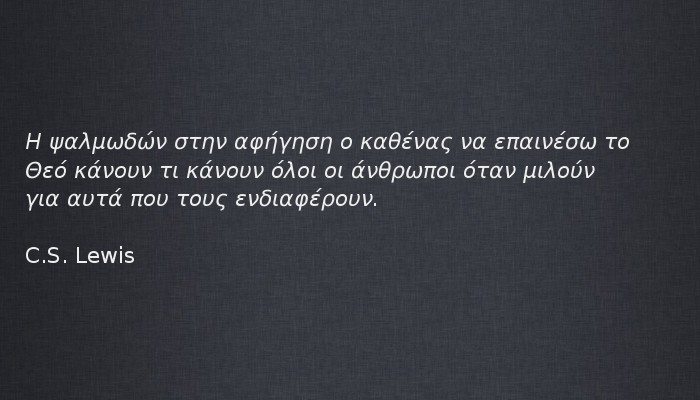 Η ψαλμωδών στην αφήγηση ο καθένας να επαινέσω το
Θεό κάνουν τι κάνουν όλοι οι άνθρωποι όταν μιλούν
για αυτά που τους ενδιαφέρουν.
C.S. Lewis